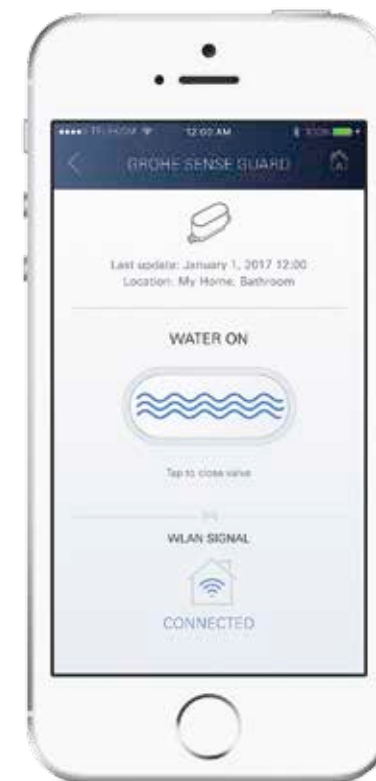 12:00 AM 100%
GROHE SENSE GUARD
Last update: January 1, 2017 12:00
Location: My Home, Bathroom
WATER ON
Tap to close valve
WLAN SIGNAL
CONNECTED